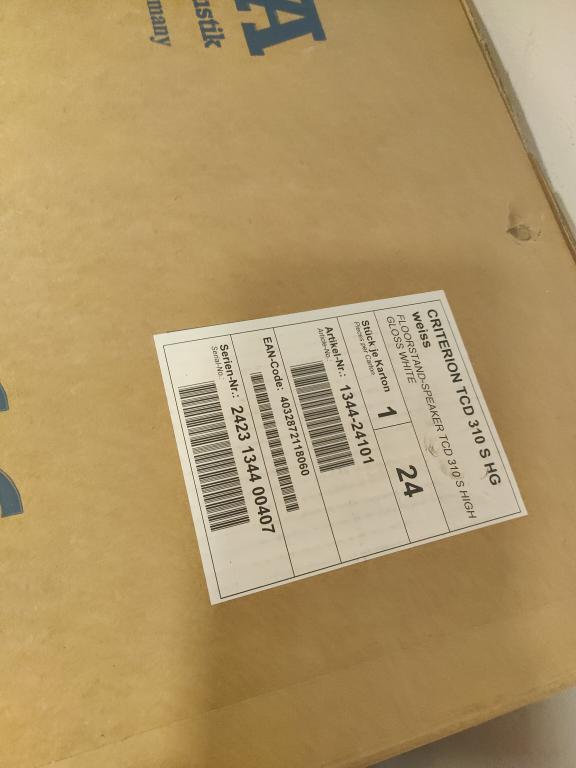 A
ustik
many
CRITERION TCD 310 S HG
weiss
FLOORSTAND-SPEAKER TCD 310 S HIGH
GLOSS WHITE
Stück je Karton
Pieces per Carton
1
24
Artikel-Nr.: 1344-24101
Article-No.:
EAN-Code: 4032872118060
Serien-Nr.: 2423 1344 00407
Serial-No.: